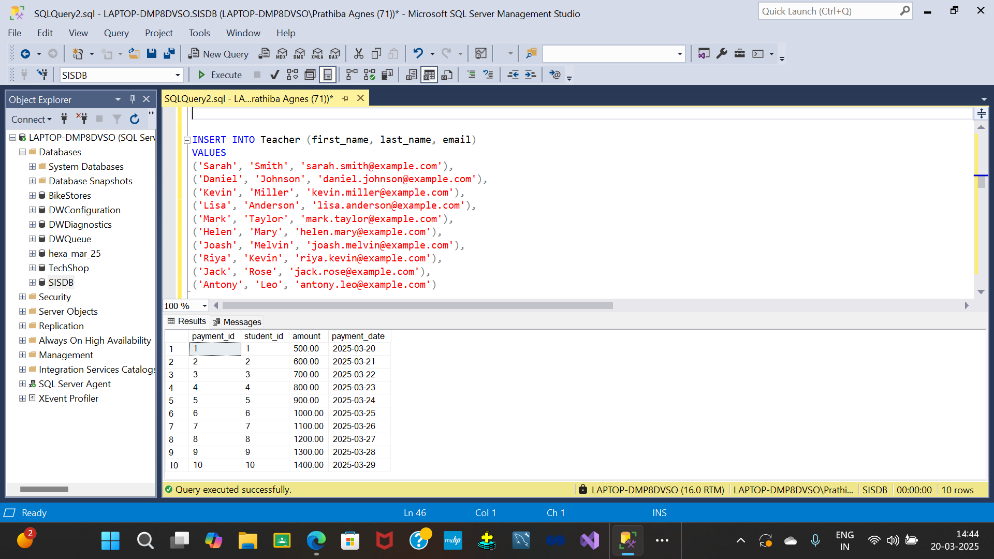 SQLQuery2.sql - LAPTOP-DMP8DVSO.SISDB (LAPTOP-DMP8DVSO\Prathiba Agnes (71))* - Microsoft SQL Server Management Studio
Quick Launch (Ctrl+Q)
File Edit View Query Project Tools Window Help
New Query
SISDB Execute
Object Explorer
SQLQuery2.sql - LA...rathiba Agnes (71))*
Connect
LAPTOP-DMP8DVSO (SQL Ser
Databases
System Databases
Database Snapshots
BikeStores
DWConfiguration
DWDiagnostics
DWQueue
hexa_mar_25
TechShop
SISDB
Security
Server Objects
Replication
Always On High Availability
Management
Integration Services Catalogs
SQL Server Agent
XEvent Profiler
INSERT INTO Teacher (first_name, last_name, email)
VALUES
('Sarah', 'Smith', 'sarah.smith@example.com'),
('Daniel', 'Johnson', 'daniel.johnson@example.com'),
('Kevin', 'Miller', 'kevin.miller@example.com'),
('Lisa', 'Anderson', 'lisa.anderson@example.com'),
('Mark', 'Taylor', 'mark.taylor@example.com'),
('Helen', 'Mary', 'helen.mary@example.com'),
('Joash', 'Melvin', 'joash.melvin@example.com'),
('Riya', 'Kevin', 'riya.kevin@example.com'),
('Jack', 'Rose', 'jack.rose@example.com'),
('Antony', 'Leo', 'antony.leo@example.com')
100 %
Results Messages
payment_id student_id amount payment_date
1 1 1 500.00 2025-03-20
2 2 2 600.00 2025-03-21
3 3 3 700.00 2025-03-22
4 4 4 800.00 2025-03-23
5 5 5 900.00 2025-03-24
6 6 6 1000.00 2025-03-25
7 7 7 1100.00 2025-03-26
8 8 8 1200.00 2025-03-27
9 9 9 1300.00 2025-03-28
10 10 10 1400.00 2025-03-29
Query executed successfully. LAPTOP-DMP8DVSO (16.0 RTM) LAPTOP-DMP8DVSO\Prathi... SISDB 00:00:00 10 rows
Ready Ln 46 Col 1 Ch 1 INS
2
ENG
IN
14:44
20-03-2025